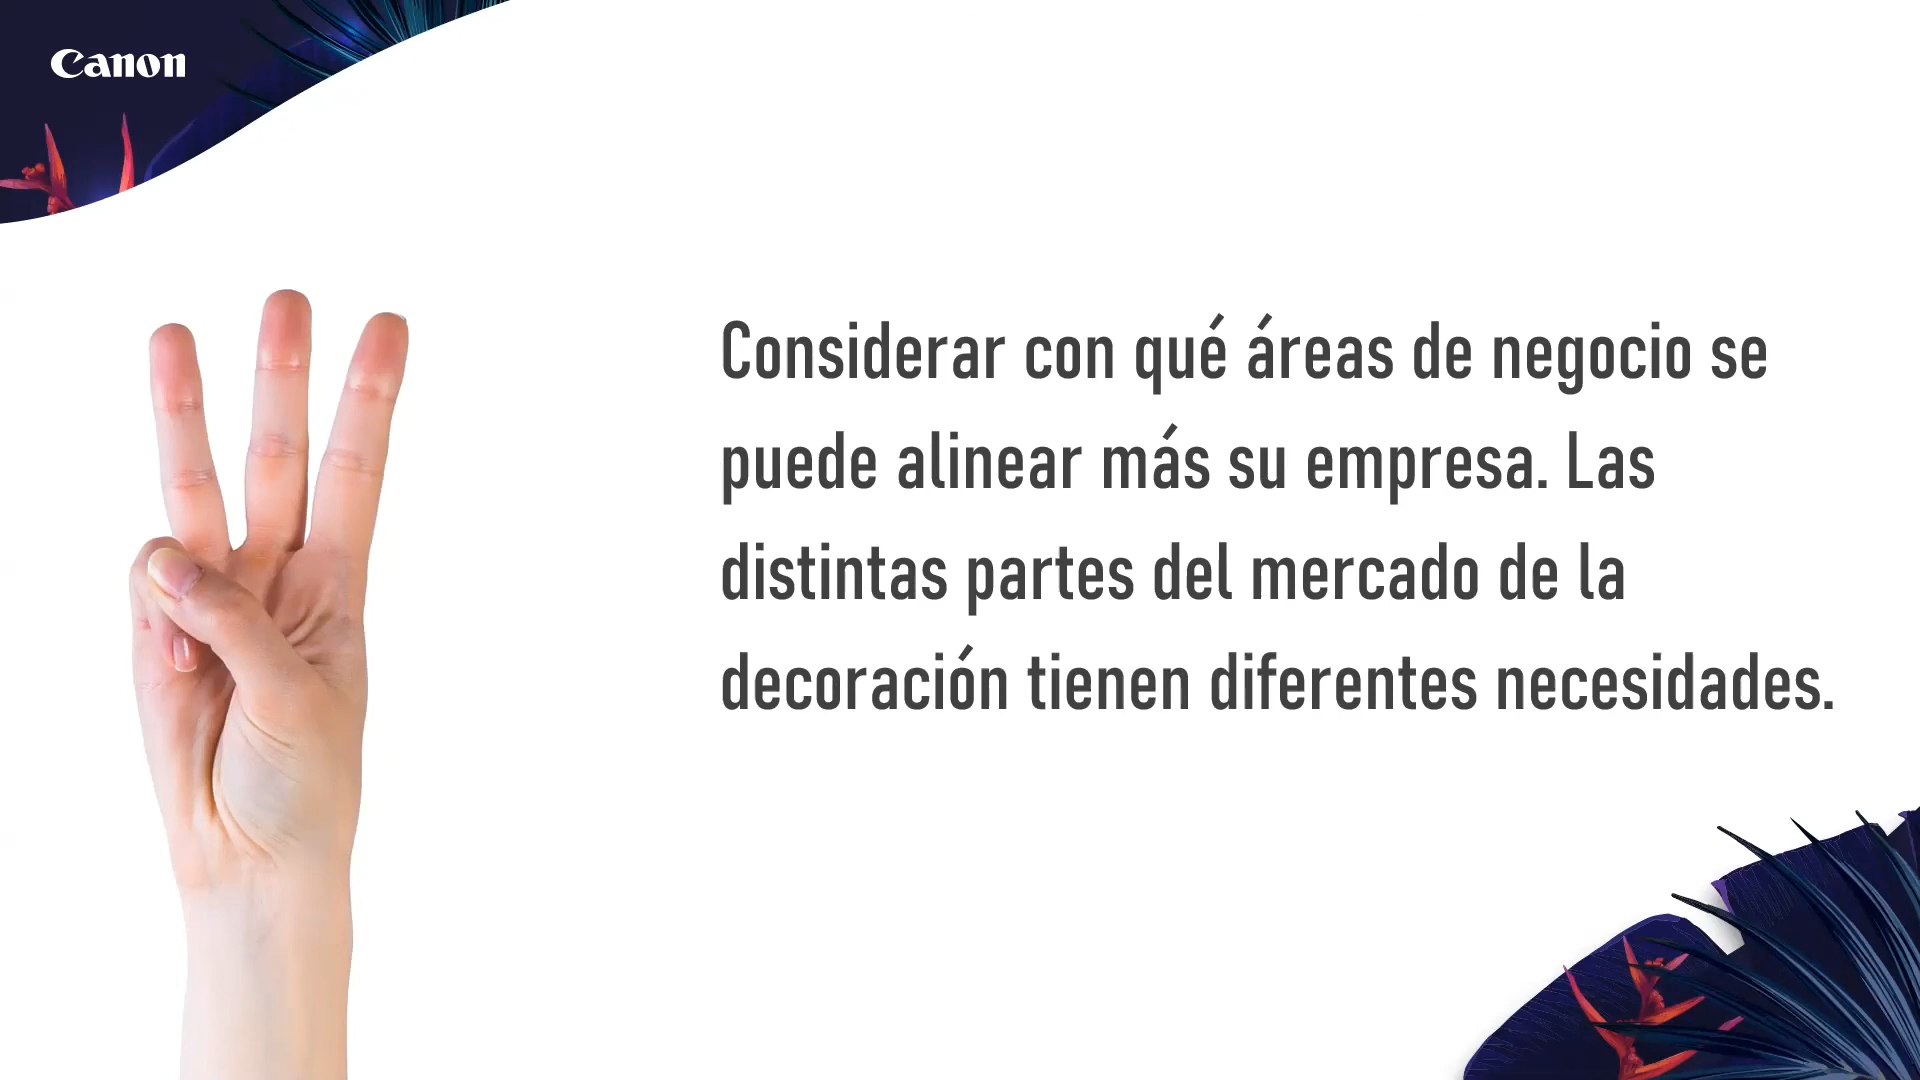 Canon
Considerar con qué áreas de negocio se
puede alinear más su empresa. Las
distintas partes del mercado de la
decoración tienen diferentes necesidades.